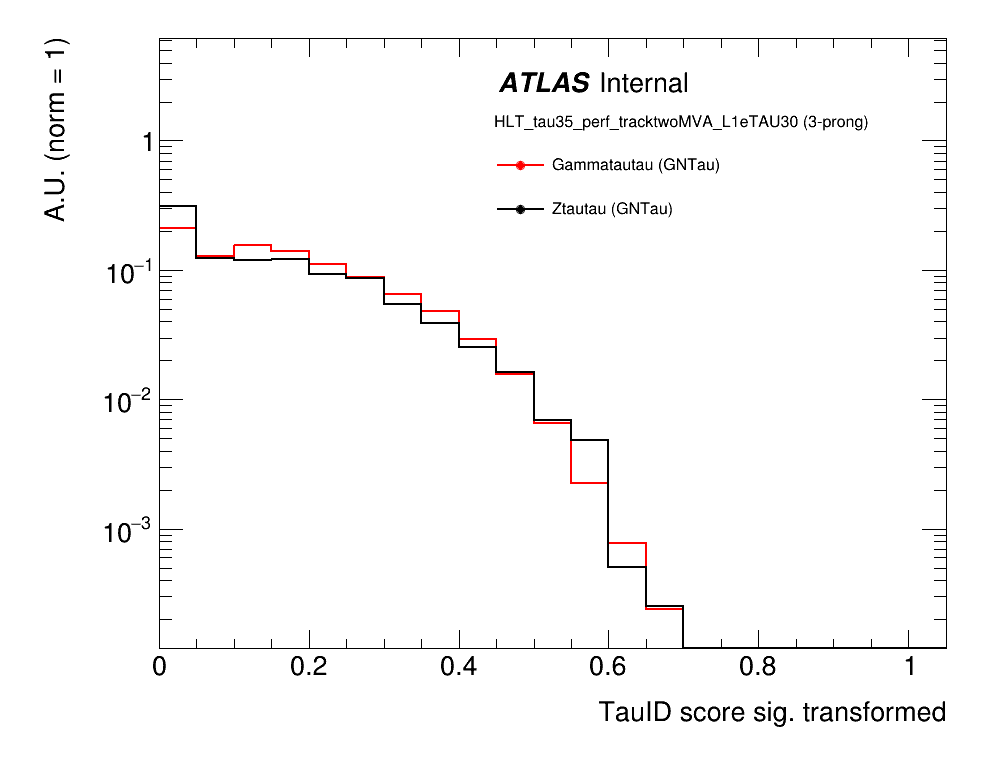 A.U. (norm = 1)
ATLAS Internal
HLT_tau35_perf_tracktwoMVA_L1eTAU30 (3-prong)
Gammatautau (GNTau)
Ztautau (GNTau)
1
10−1
10−2
10−3
0 0.2 0.4 0.6 0.8 1
TauID score sig. transformed